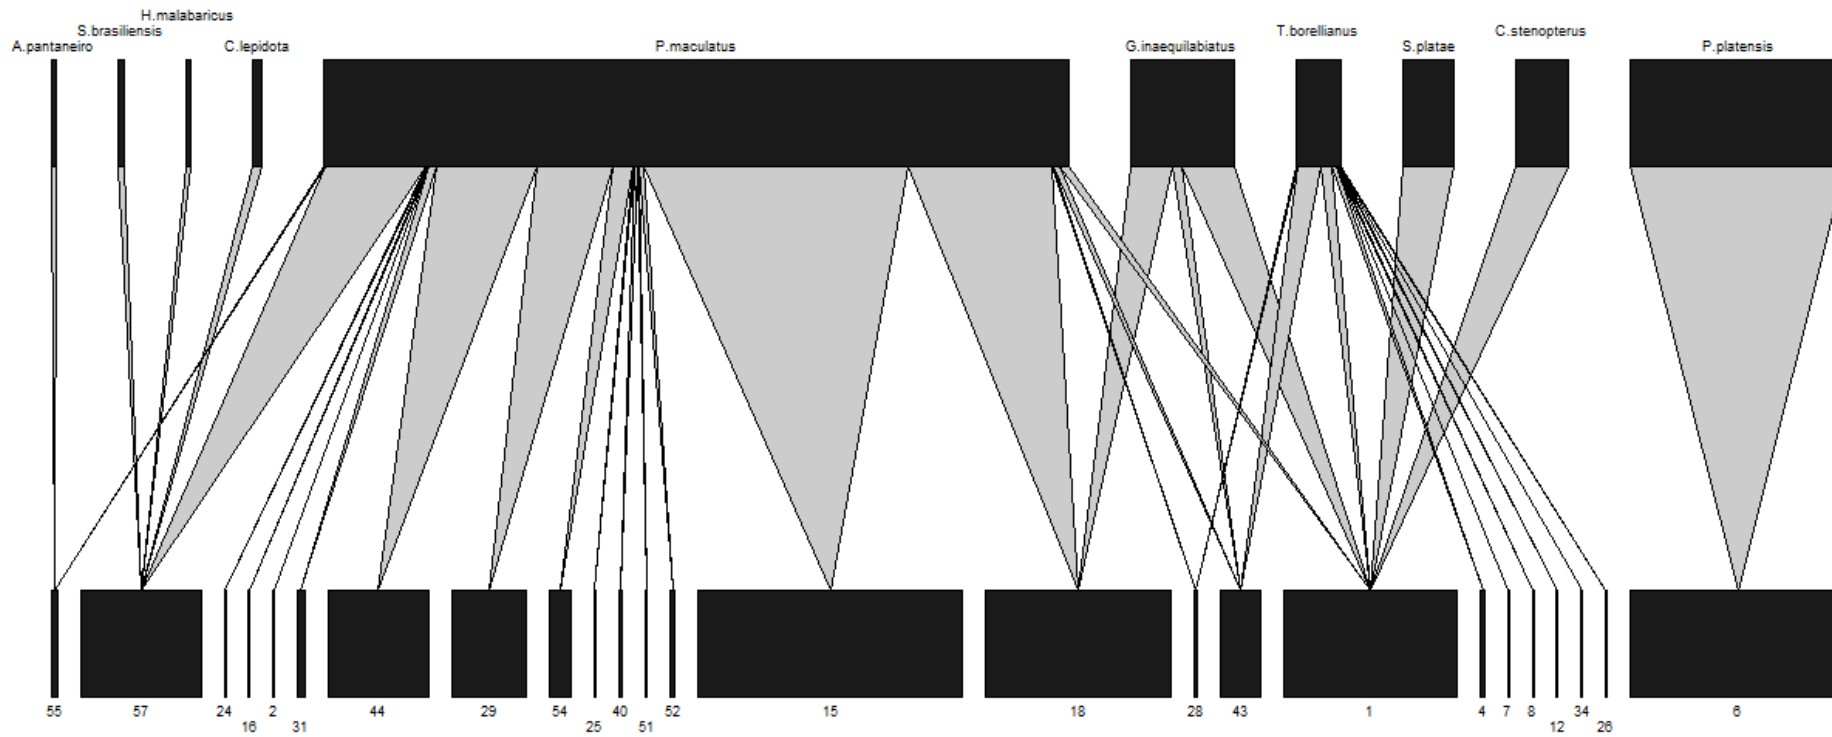 H.malabaricus
S.brasiliensis T.borellianus C.stenopterus
A.pantaneiro C.lepidota P.maculatus G.inaequilabiatus S.platae P.platensis
55 57 24 2 44 29 54 40 52 15 18 28 43 1 4 7 8 34 6
16 31 25 51 12 26